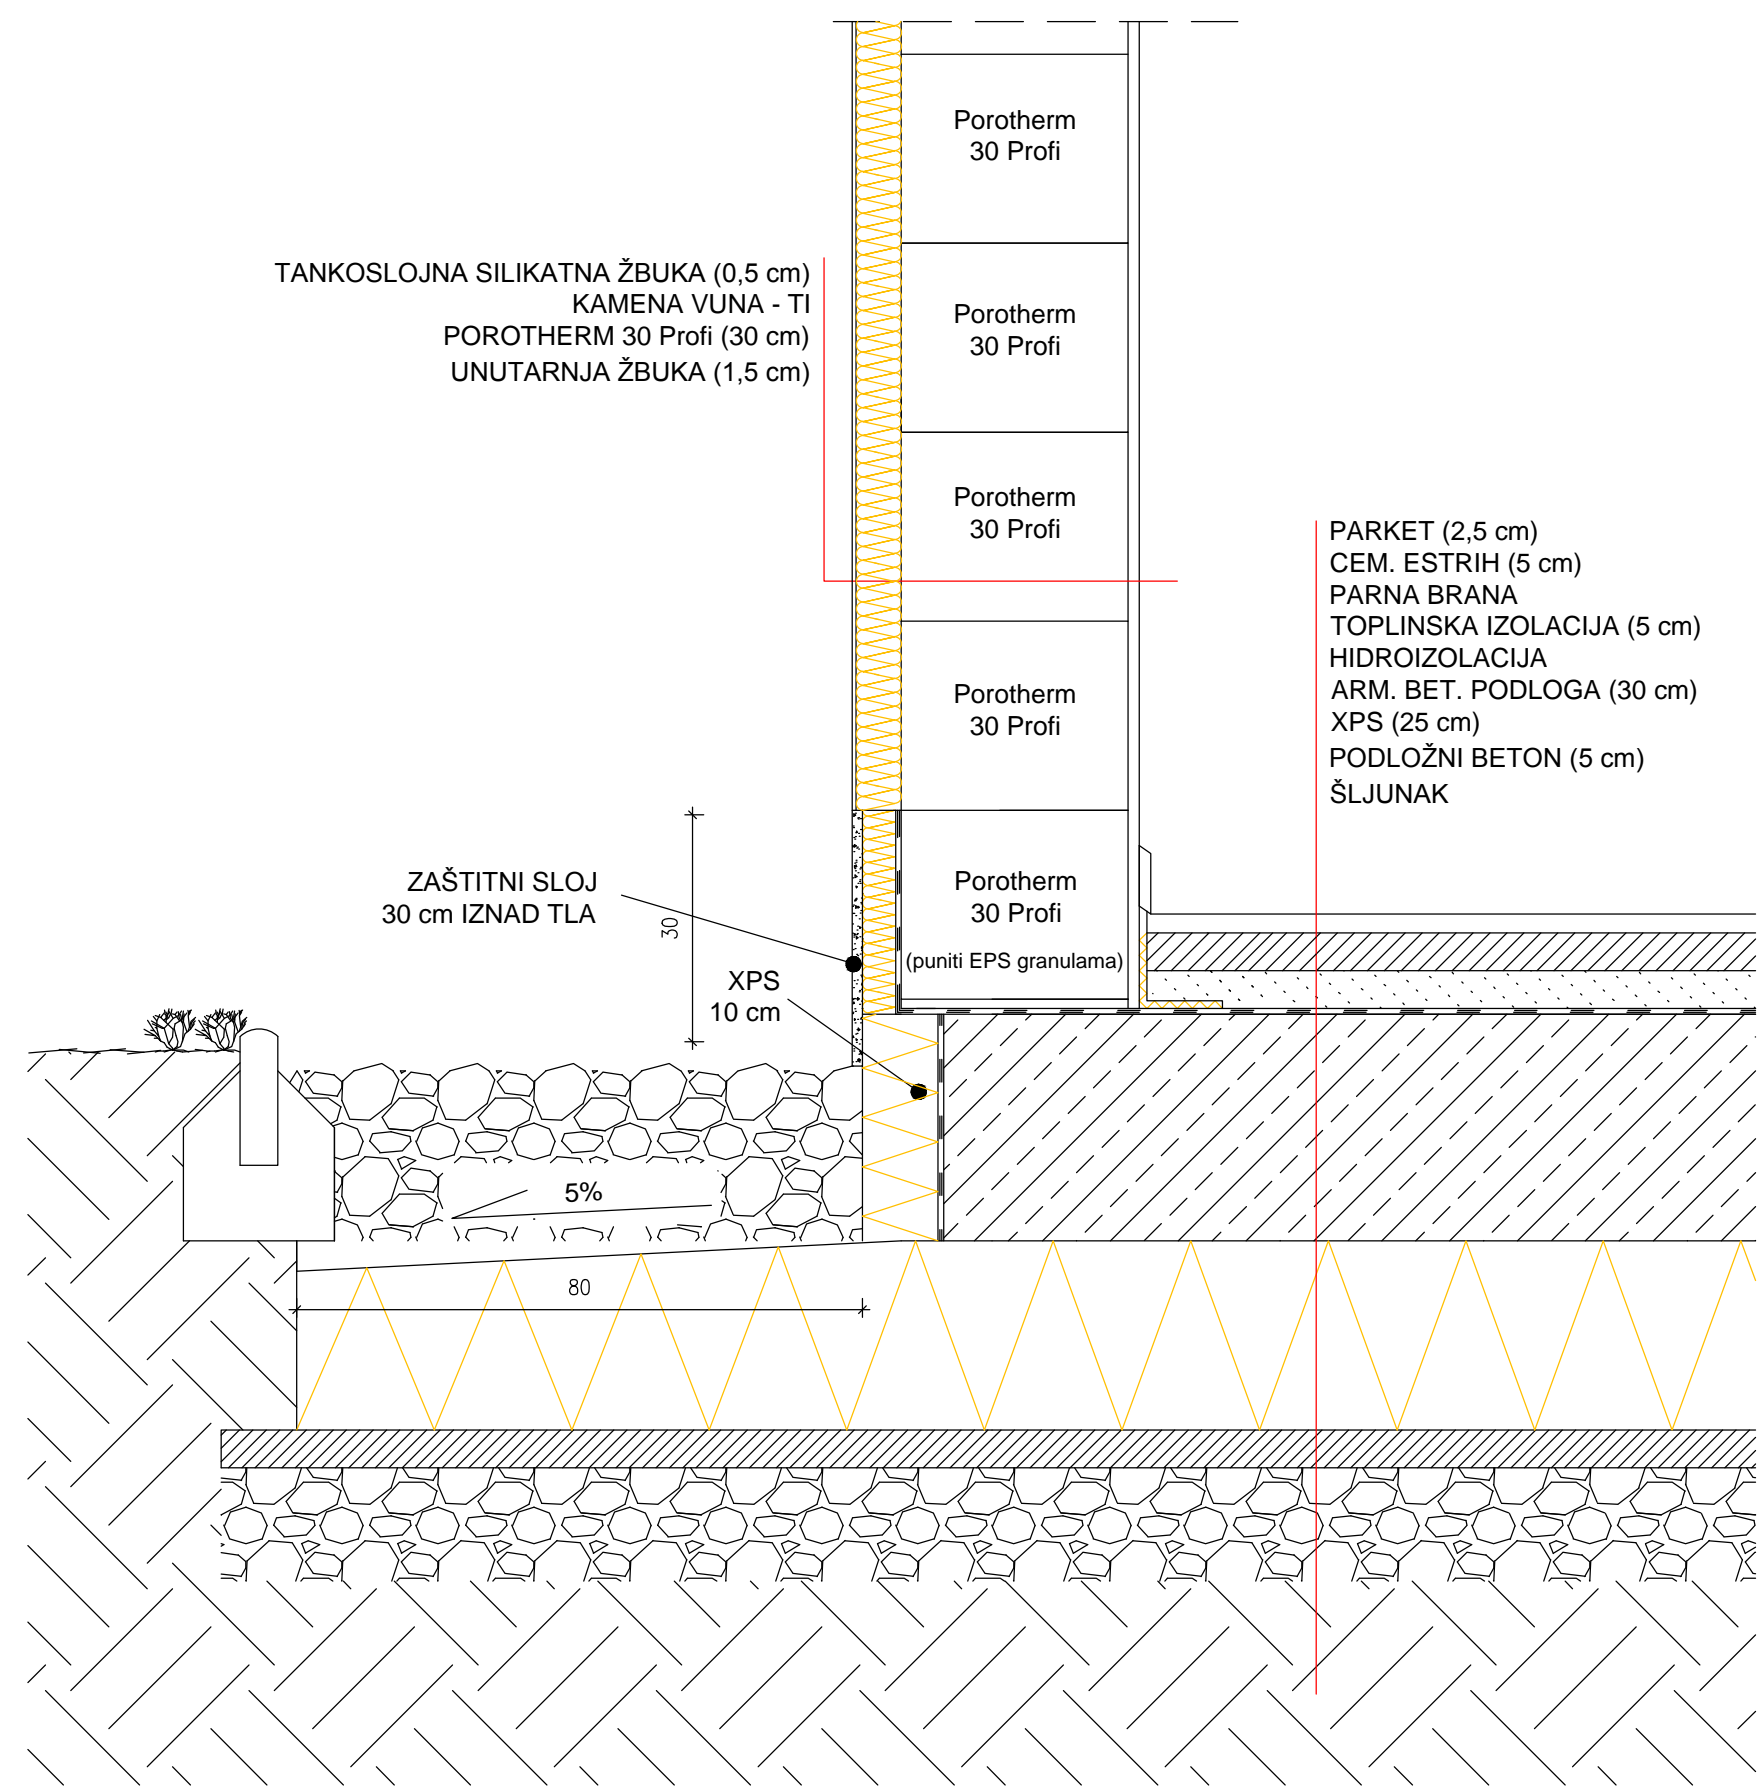 Porotherm
30 Profi
TANKOSLOJNA SILIKATNA ŽBUKA (0,5 cm)
KAMENA VUNA - TI
POROTHERM 30 Profi (30 cm)
UNUTARNJA ŽBUKA (1,5 cm)
Porotherm
30 Profi
Porotherm
30 Profi
PARKET (2,5 cm)
CEM. ESTRIH (5 cm)
PARNA BRANA
TOPLINSKA IZOLACIJA (5 cm)
HIDROIZOLACIJA
ARM. BET. PODLOGA (30 cm)
XPS (25 cm)
PODLOŽNI BETON (5 cm)
ŠLJUNAK
Porotherm
30 Profi
ZAŠTITNI SLOJ
30 cm IZNAD TLA
30
Porotherm
30 Profi
(puniti EPS granulama)
XPS
10 cm
5%
80